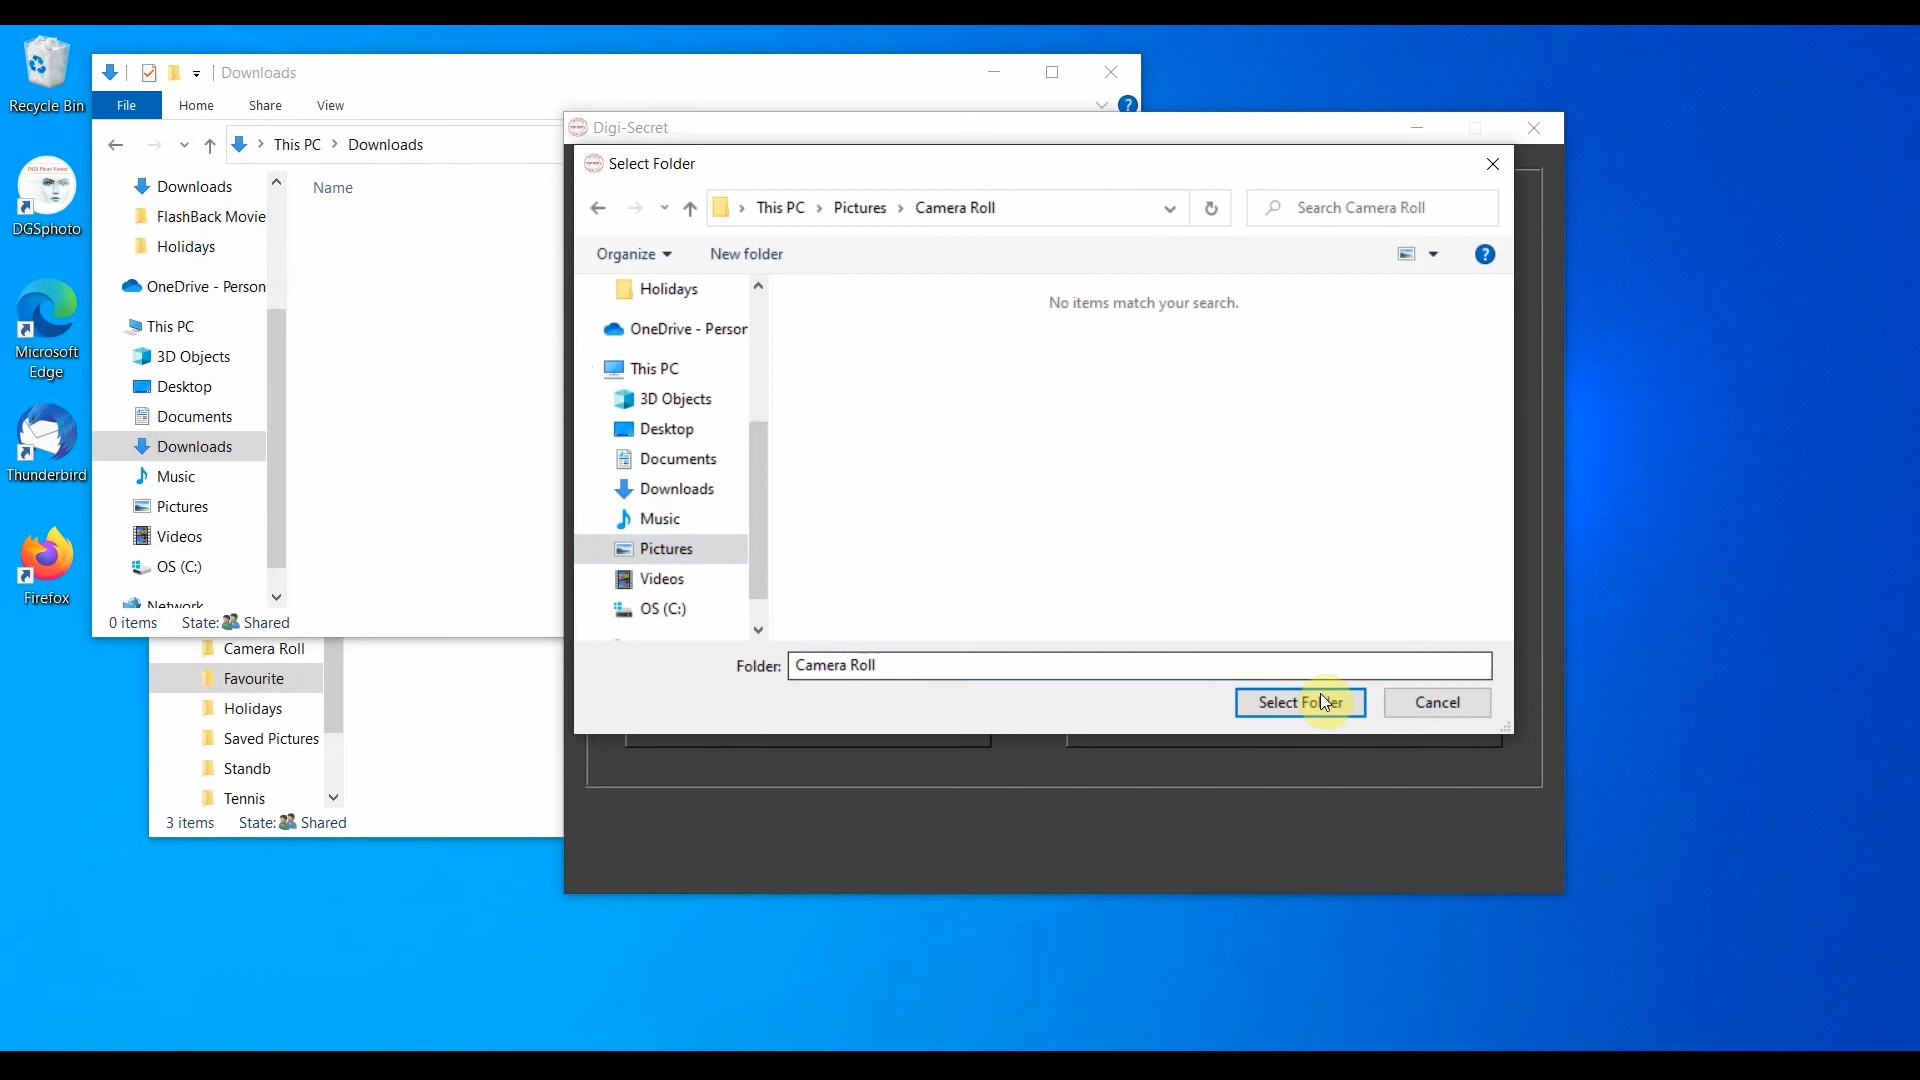 Recycle Bin
DGS Photo Viewer
DGSphoto
Microsoft
Edge
Thunderbird
Firefox
Downloads
File
Home
Share
View
?
This PC
Downloads
Name
Downloads
FlashBack Movie
Holidays
OneDrive - Person
This PC
3D Objects
Desktop
Documents
Downloads
Music
Pictures
Videos
OS (C:)
Network
0 items
State:
Shared
Camera Roll
Favourite
Holidays
Saved Pictures
Standb
Tennis
3 items
State:
Shared
Digi-Secret
Select Folder
This PC
Pictures
Camera Roll
Search Camera Roll
Organize
New folder
?
Holidays
OneDrive - Person
This PC
3D Objects
Desktop
Documents
Downloads
Music
Pictures
Videos
OS (C:)
No items match your search.
Folder:
Camera Roll
Select Folder
Cancel